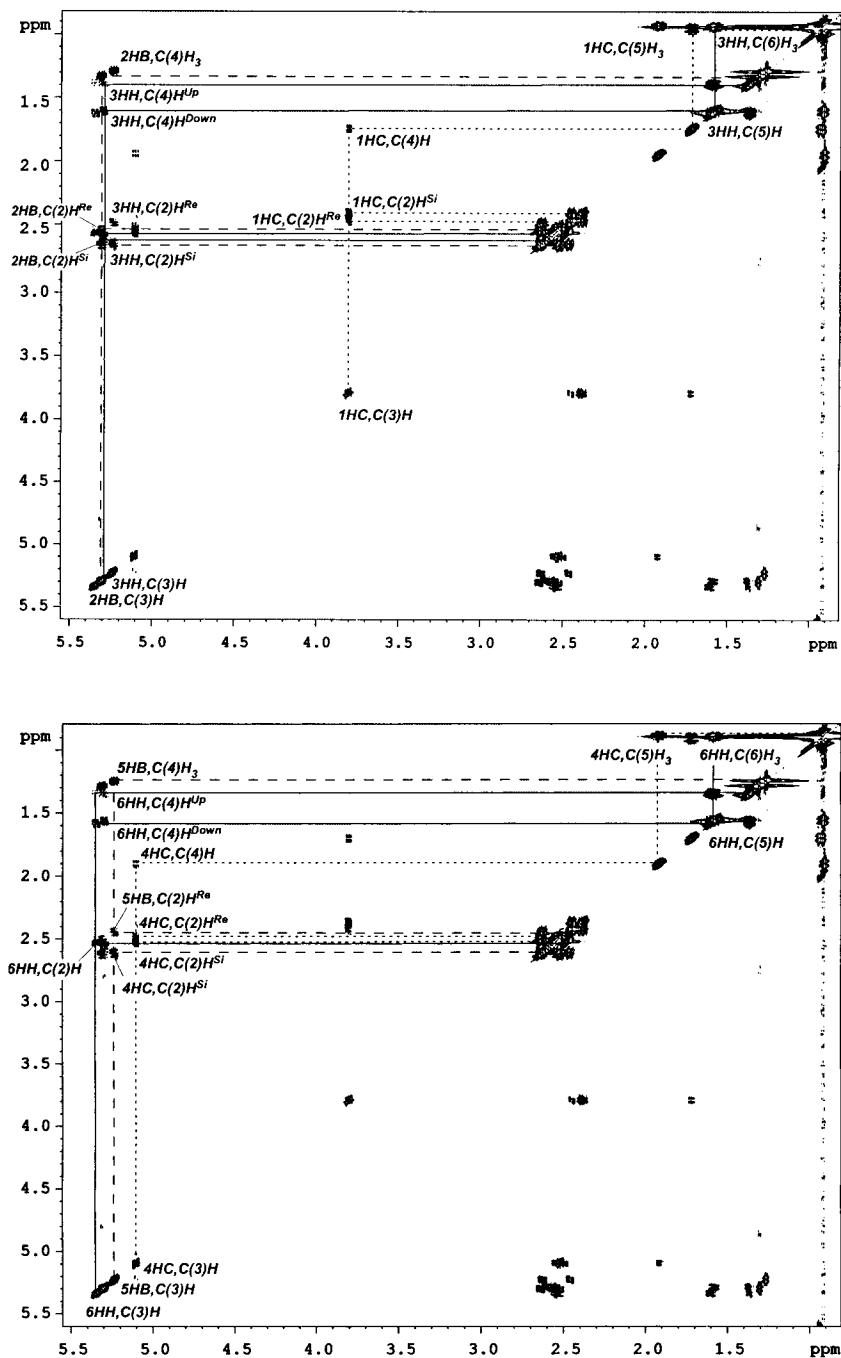 ppm
1HC,C(5)H3
3HH,C(6)H3
2HB,C(4)H3
3HH,C(4)HUp
3HH,C(4)HDown
3HH,C(5)H
1HC,C(4)H
1HC,C(2)HSi
2HB,C(2)HRe
3HH,C(2)HRe
1HC,C(2)HRe
2HB,C(2)HSi
3HH,C(2)HSi
1HC,C(3)H
3HH,C(3)H
2HB,C(3)H
1.5
2.0
2.5
3.0
3.5
4.0
4.5
5.0
5.5
5.5 5.0 4.5 4.0 3.5 3.0 2.5 2.0 1.5 ppm
ppm
4HC,C(5)H3
6HH,C(6)H3
5HB,C(4)H3
6HH,C(4)HUp
6HH,C(4)HDown
6HH,C(5)H
4HC,C(4)H
5HB,C(2)HRe
4HC,C(2)HRe
6HH,C(2)H
4HC,C(2)HSi
4HC,C(2)HSi
4HC,C(3)H
5HB,C(3)H
6HH,C(3)H
1.5
2.0
2.5
3.0
3.5
4.0
4.5
5.0
5.5
5.5 5.0 4.5 4.0 3.5 3.0 2.5 2.0 1.5 ppm